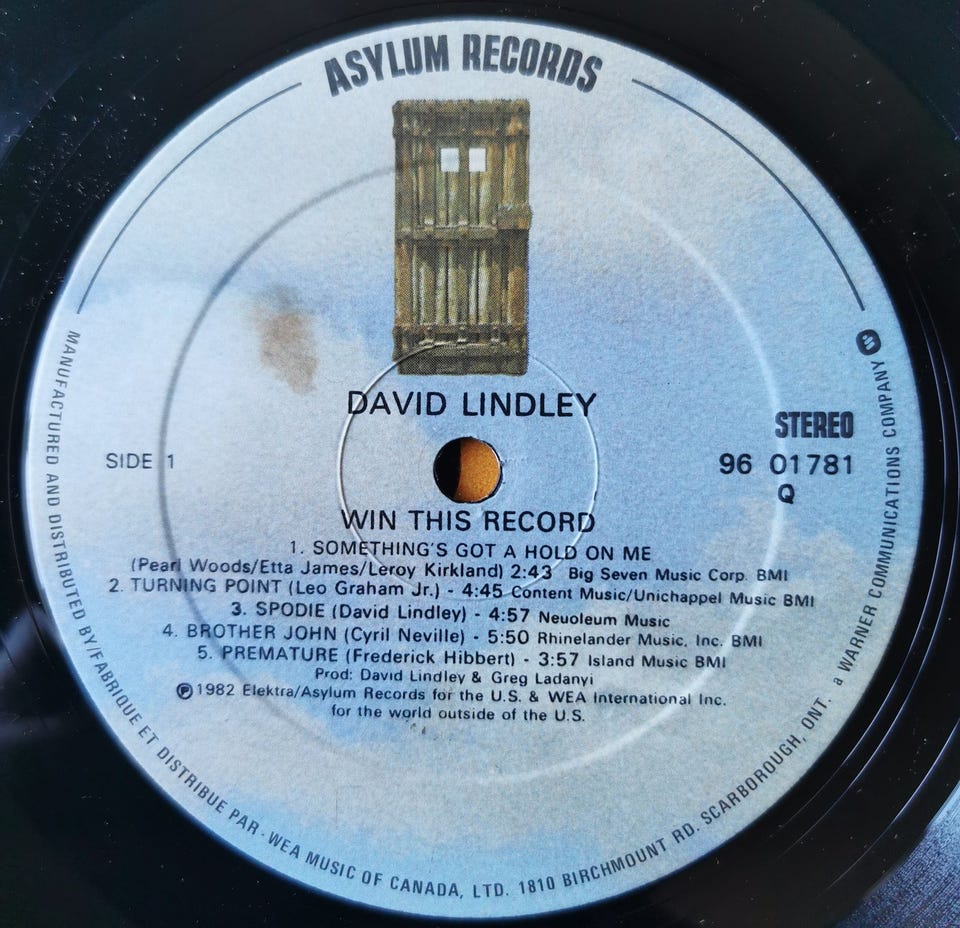 ASYLUM RECORDS
DAVID LINDLEY
STEREO
SIDE 1
96 01781
Q
WIN THIS RECORD
1. SOMETHING'S GOT A HOLD ON ME
(Pearl Woods/Etta James/Leroy Kirkland) 2:43 Big Seven Music Corp. BMI
2. TURNING POINT (Leo Graham Jr.) - 4:45 Content Music/Unichappel Music BMI
3. SPODIE (David Lindley) - 4:57 Neuoleum Music
4. BROTHER JOHN (Cyril Neville) - 5:50 Rhinelander Music, Inc. BMI
5. PREMATURE (Frederick Hibbert) - 3:57 Island Music BMI
Prod: David Lindley & Greg Ladanyi
℗1982 Elektra/Asylum Records for the U.S. & WEA International Inc.
for the world outside of the U.S.
MANUFACTURED AND DISTRIBUTED BY/FABRIQUE ET DISTRIBUE PAR - WEA MUSIC OF CANADA, LTD. 1810 BIRCHMOUNT RD. SCARBOROUGH, ONT. a WARNER COMMUNICATIONS COMPANY